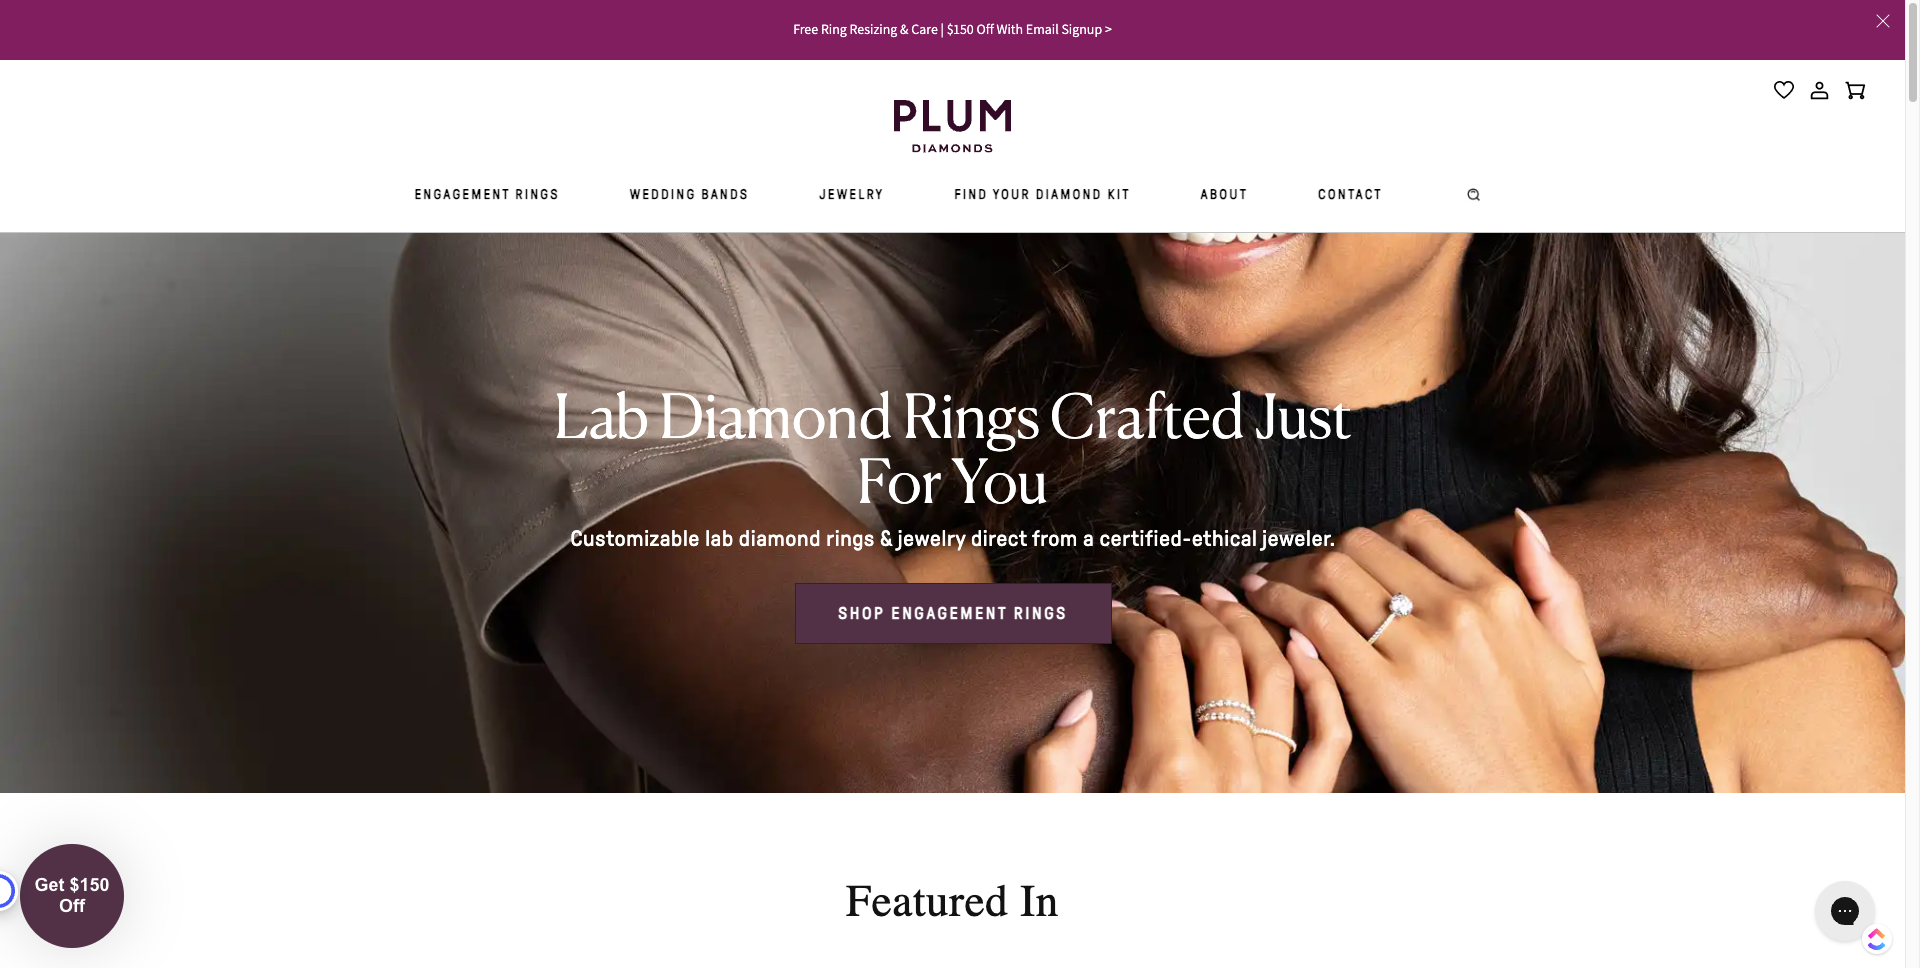 Free Ring Resizing & Care | $150 Off With Email Signup >
PLUM
DIAMONDS
ENGAGEMENT RINGS WEDDING BANDS JEWELRY FIND YOUR DIAMOND KIT ABOUT CONTACT
Lab Diamond Rings Crafted Just
For You
Customizable lab diamond rings & jewelry direct from a certified-ethical jeweler.
SHOP ENGAGEMENT RINGS
Get $150
Off
Featured In